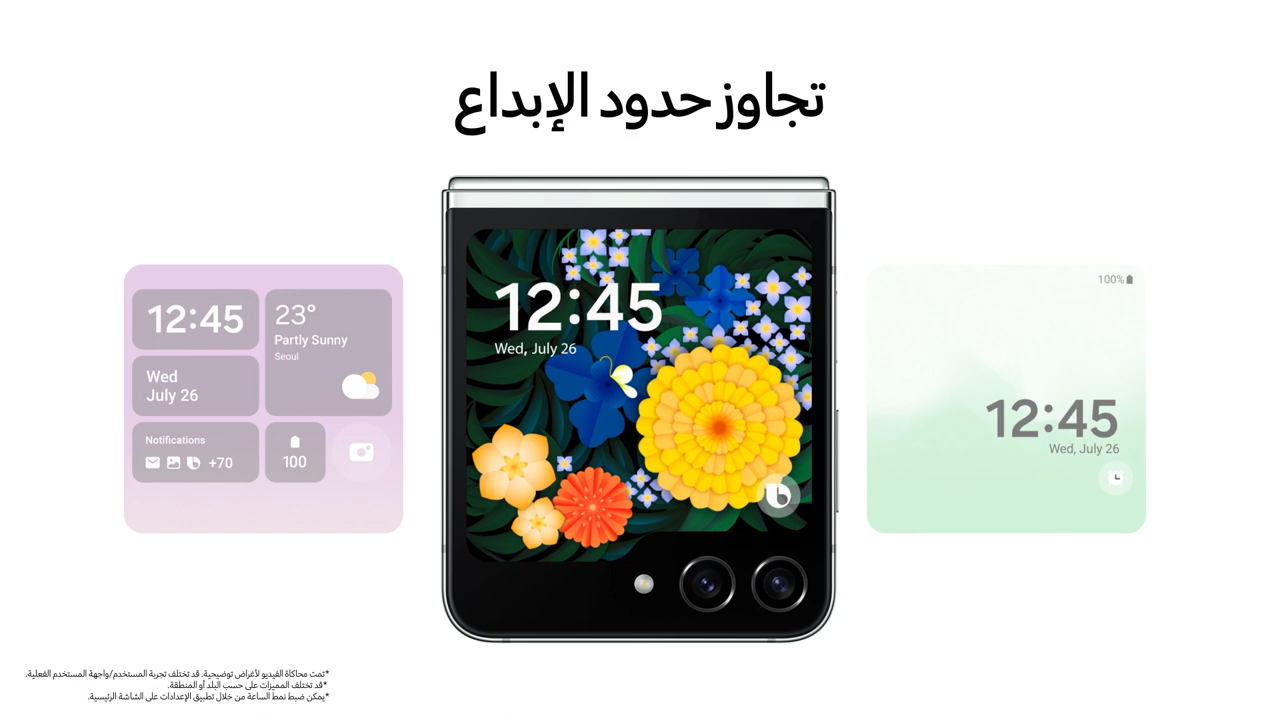 تجاوز حدود الإبداع
12:45
Wed
July 26
Notifications
+70
23°
Partly Sunny
Seoul
100
12:45
Wed, July 26
100%
12:45
Wed, July 26
*تمت محاكاة الفيديو لأغراض توضيحية. قد تختلف تجربة المستخدم/واجهة المستخدم الفعلية.
*قد تختلف المميزات على حسب البلد أو المنطقة.
*يمكن ضبط نمط الساعة من خلال تطبيق الإعدادات على الشاشة الرئيسية.